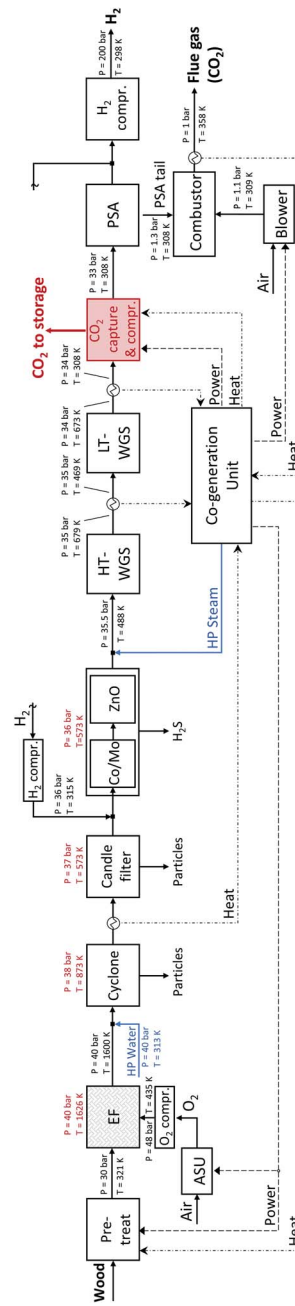 Wood
Pre-
treat
P = 30 bar
T = 321 K
Air
ASU
O2
O2 compr.
P = 48 bar
T = 435 K
P = 40 bar
T = 1626 K
EF
P = 40 bar
T = 1600 K
HP Water
P = 40 bar
T = 313 K
P = 38 bar
T = 873 K
Cyclone
Particles
P = 37 bar
T = 573 K
Candle
filter
Particles
H2
H2 compr.
P = 36 bar
T = 315 K
P = 36 bar
T=573 K
Co/Mo
ZnO
H2S
P = 35.5 bar
T = 488 K
HP Steam
HT-
WGS
P = 35 bar
T = 679 K
P = 35 bar
T = 469 K
LT-
WGS
P = 34 bar
T = 673 K
P = 34 bar
T = 308 K
CO2 to storage
CO2
capture
& compr.
Power
Heat
Co-generation
Unit
P = 33 bar
T = 308 K
PSA
H2
compr.
P = 200 bar
T = 298 K
H2
PSA tail
P = 1.3 bar
T = 308 K
Combustor
P = 1 bar
T = 358 K
Flue gas
(CO2)
P = 1.1 bar
T = 309 K
Air
Blower
Heat
Power
Heat
Power
Heat